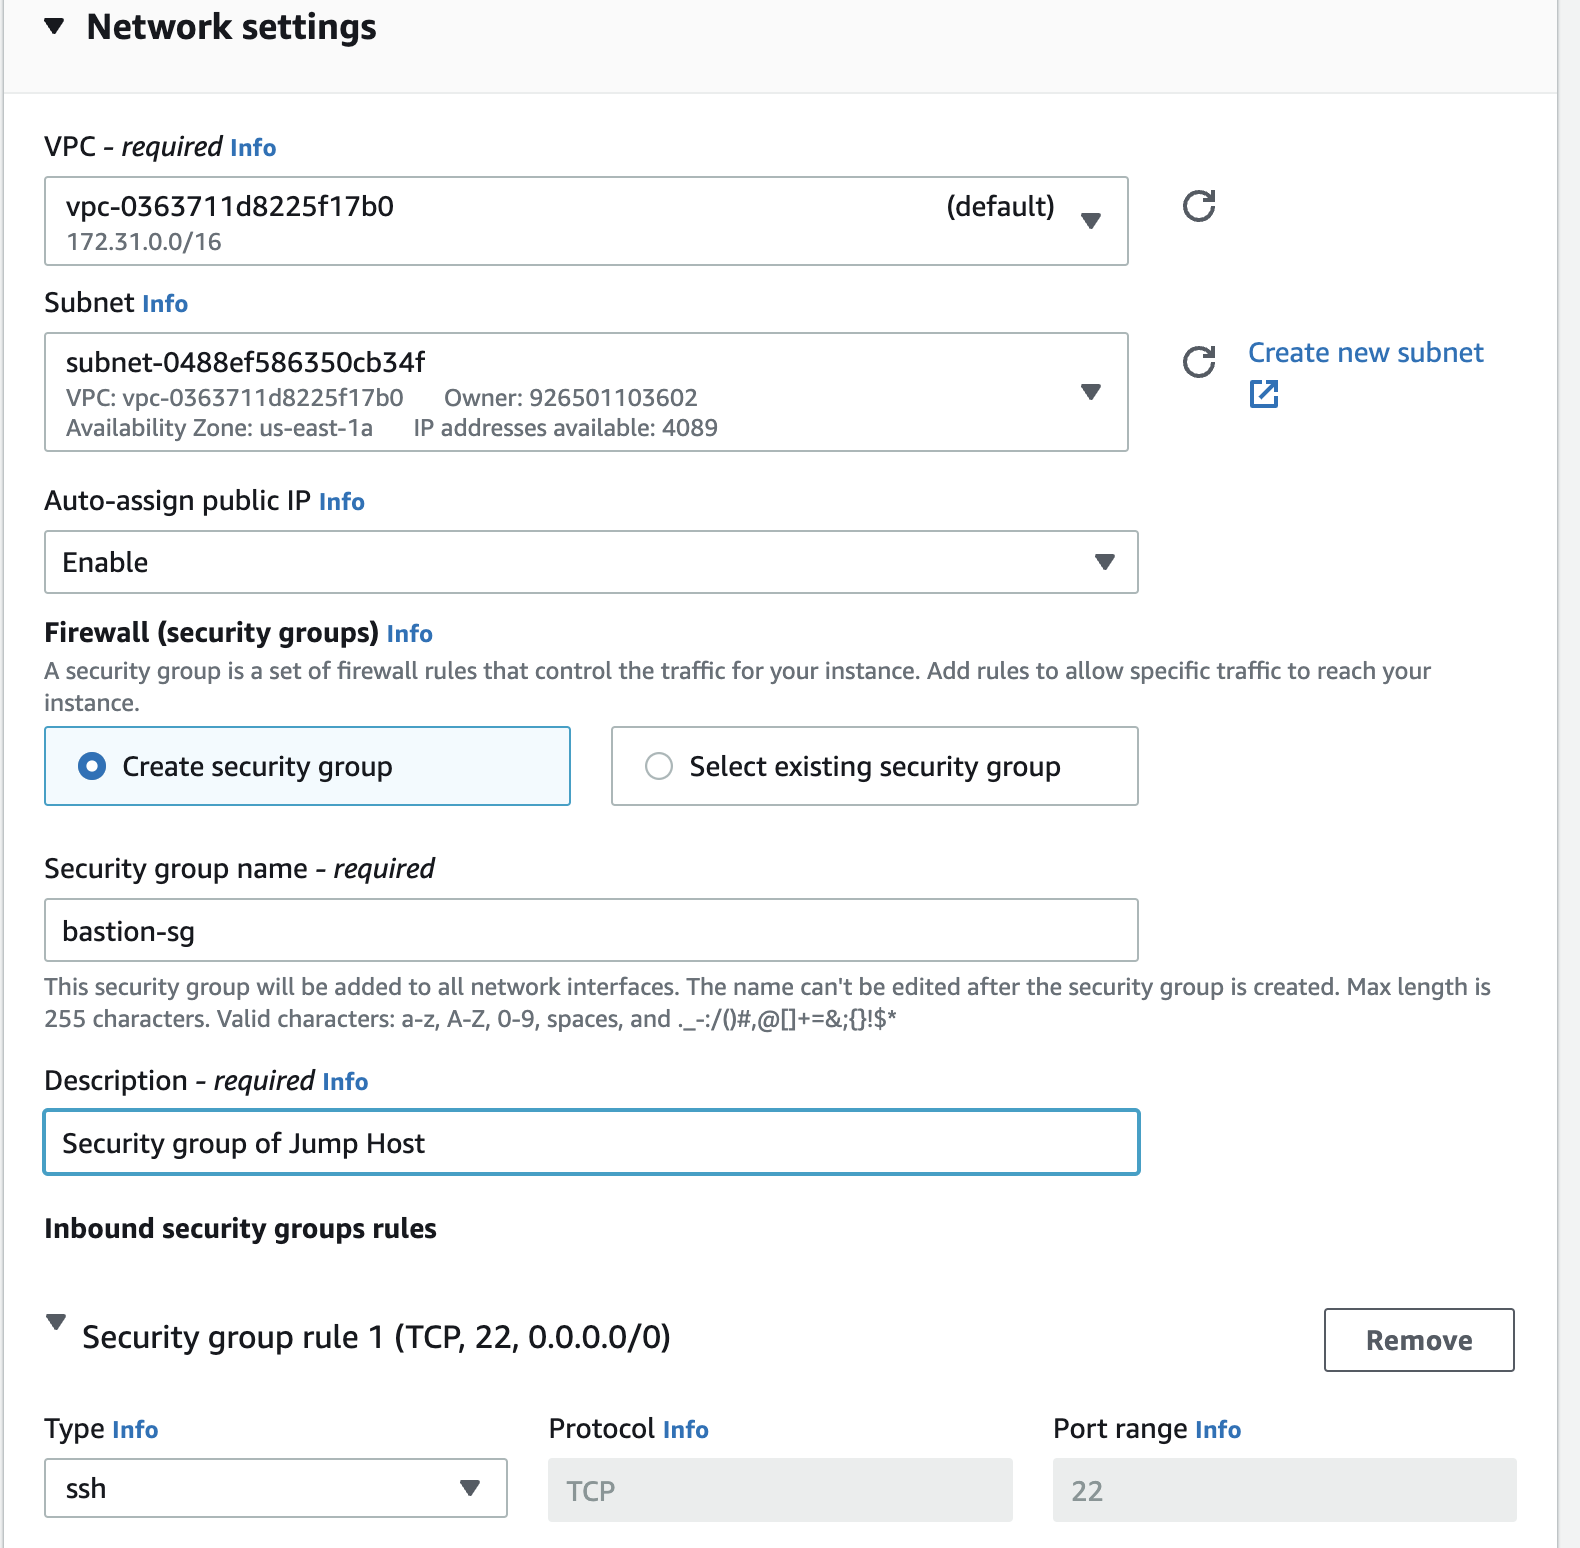 Network settings
VPC - required Info
vpc-0363711d8225f17b0 (default)
172.31.0.0/16
Subnet Info
subnet-0488ef586350cb34f
VPC: vpc-0363711d8225f17b0 Owner: 926501103602
Availability Zone: us-east-1a IP addresses available: 4089
Create new subnet
Auto-assign public IP Info
Enable
Firewall (security groups) Info
A security group is a set of firewall rules that control the traffic for your instance. Add rules to allow specific traffic to reach your
instance.
Create security group
Select existing security group
Security group name - required
bastion-sg
This security group will be added to all network interfaces. The name can't be edited after the security group is created. Max length is
255 characters. Valid characters: a-z, A-Z, 0-9, spaces, and ._-:/()#,@[]+=&;{}!$*
Description - required Info
Security group of Jump Host
Inbound security groups rules
Security group rule 1 (TCP, 22, 0.0.0.0/0)
Remove
Type Info
Protocol Info
Port range Info
ssh
TCP
22